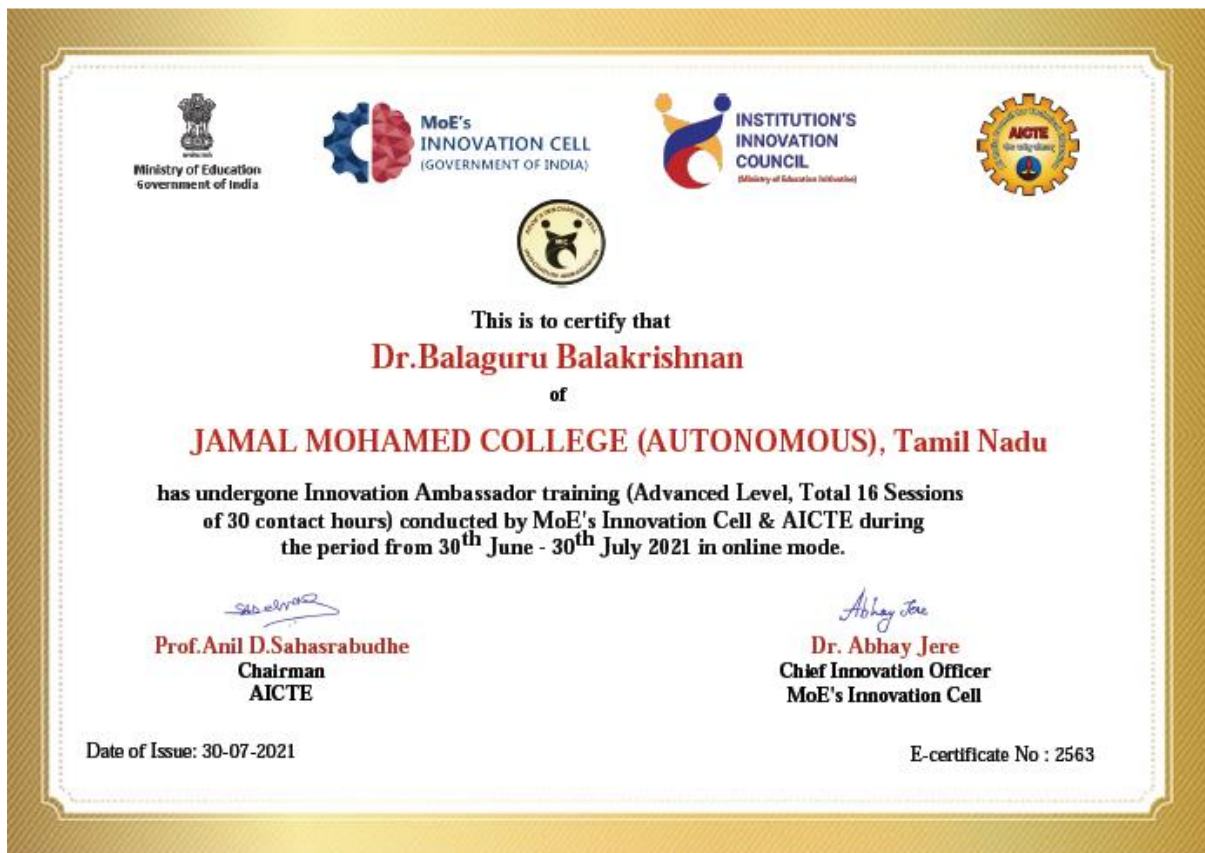 Ministry of Education
Government of India
MoE's
INNOVATION CELL
(GOVERNMENT OF INDIA)
INSTITUTION'S
INNOVATION
COUNCIL
(Ministry of Education Initiative)
AICTE
This is to certify that
Dr.Balaguru Balakrishnan
of
JAMAL MOHAMED COLLEGE (AUTONOMOUS), Tamil Nadu
has undergone Innovation Ambassador training (Advanced Level, Total 16 Sessions
of 30 contact hours) conducted by MoE's Innovation Cell & AICTE during
the period from 30th June - 30th July 2021 in online mode.
Abhay Jere
Prof.Anil D.Sahasrabudhe
Chairman
AICTE
Dr. Abhay Jere
Chief Innovation Officer
MoE's Innovation Cell
Date of Issue: 30-07-2021
E-certificate No : 2563